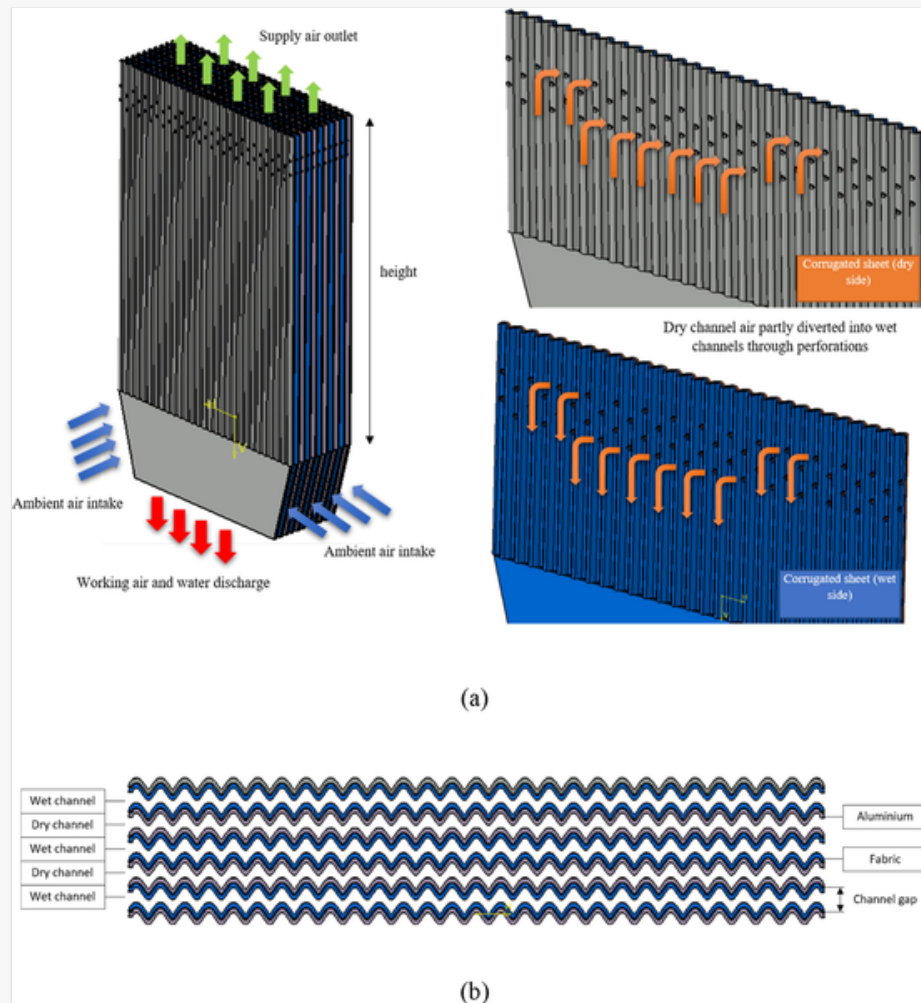 Supply air outlet
height
Ambient air intake
Ambient air intake
Working air and water discharge
Corrugated sheet (dry
side)
Dry channel air partly diverted into wet
channels through perforations
Corrugated sheet (wet
side)
(a)
Wet channel
Dry channel
Wet channel
Dry channel
Wet channel
Aluminium
Fabric
Channel gap
(b)